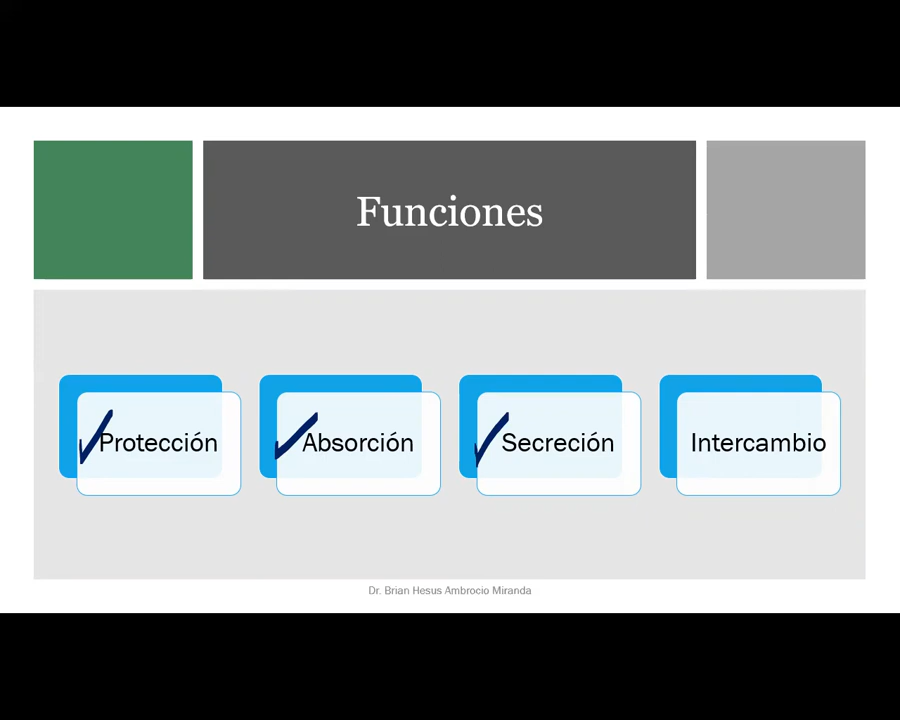 Funciones
Protección
Absorción
Secreción
Intercambio
Dr. Brian Hesus Ambrocio Miranda